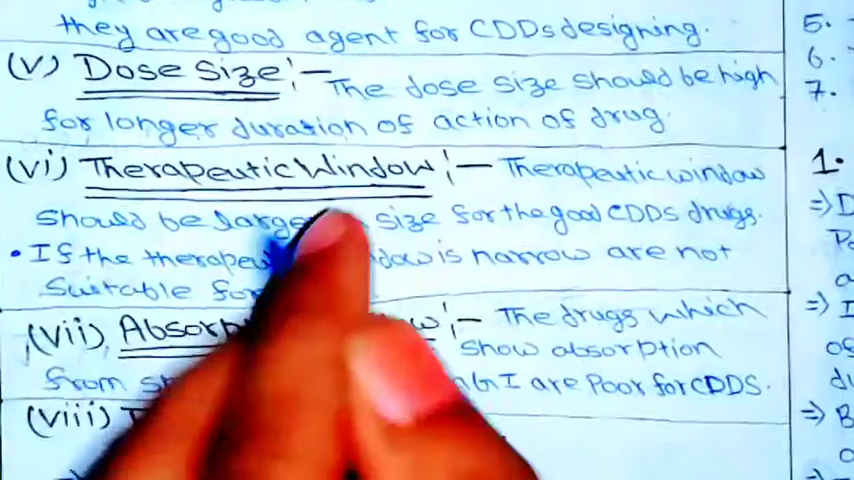 they are good agent for CDDs designing.
(v) Dose Size:- The dose size should be high
for longer duration of action of drug.
(vi) Therapeutic Window:- Therapeutic window
should be large size for the good CDDs drugs.
• If the is narrow are not
Suitable for
(vii) The drugs which
show absorption
from are Poor for CDDS.
(viii)
5.
6.
7.
1.
⇒
⇒ I
of
⇒ B
⇒